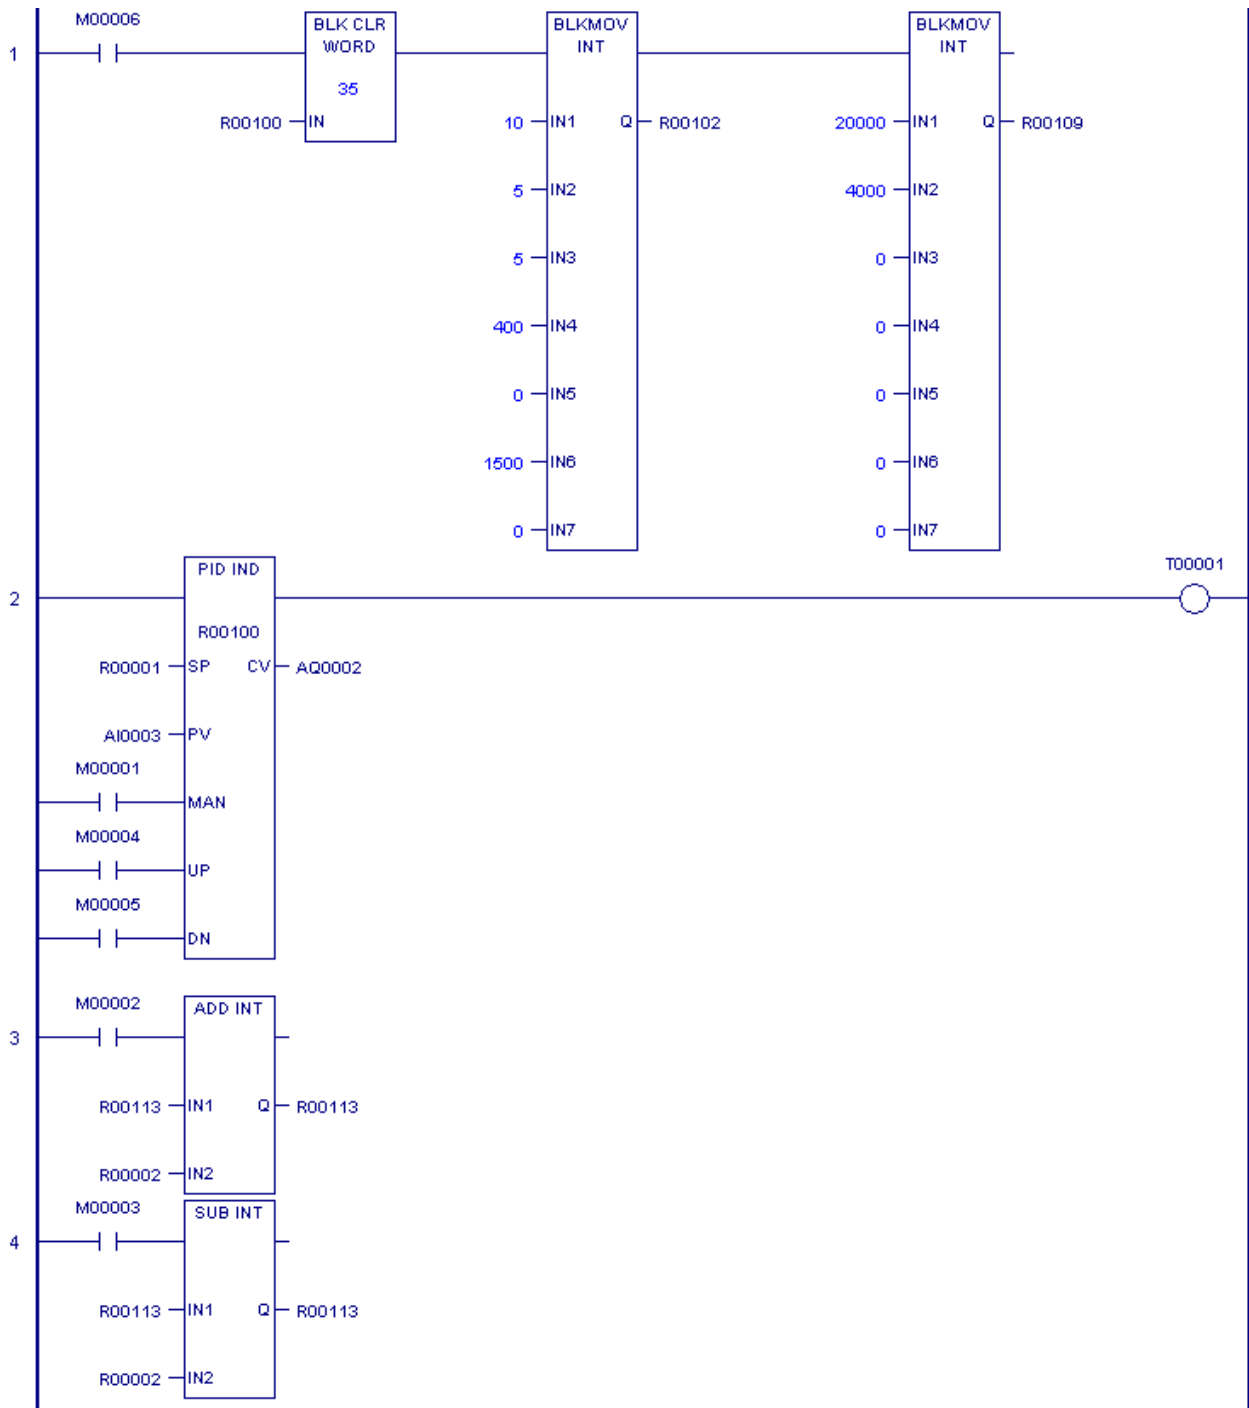 M00006
1
BLK CLR
WORD
35
R00100 IN
BLKMOV
INT
10 IN1 Q R00102
5 IN2
5 IN3
400 IN4
0 IN5
1500 IN6
0 IN7
BLKMOV
INT
20000 IN1 Q R00109
4000 IN2
0 IN3
0 IN4
0 IN5
0 IN6
0 IN7
2
PID IND
T00001
R00100
R00001 SP CV AQ0002
AI0003 PV
M00001
MAN
M00004
UP
M00005
DN
3
M00002
ADD INT
R00113 IN1 Q R00113
R00002 IN2
4
M00003
SUB INT
R00113 IN1 Q R00113
R00002 IN2